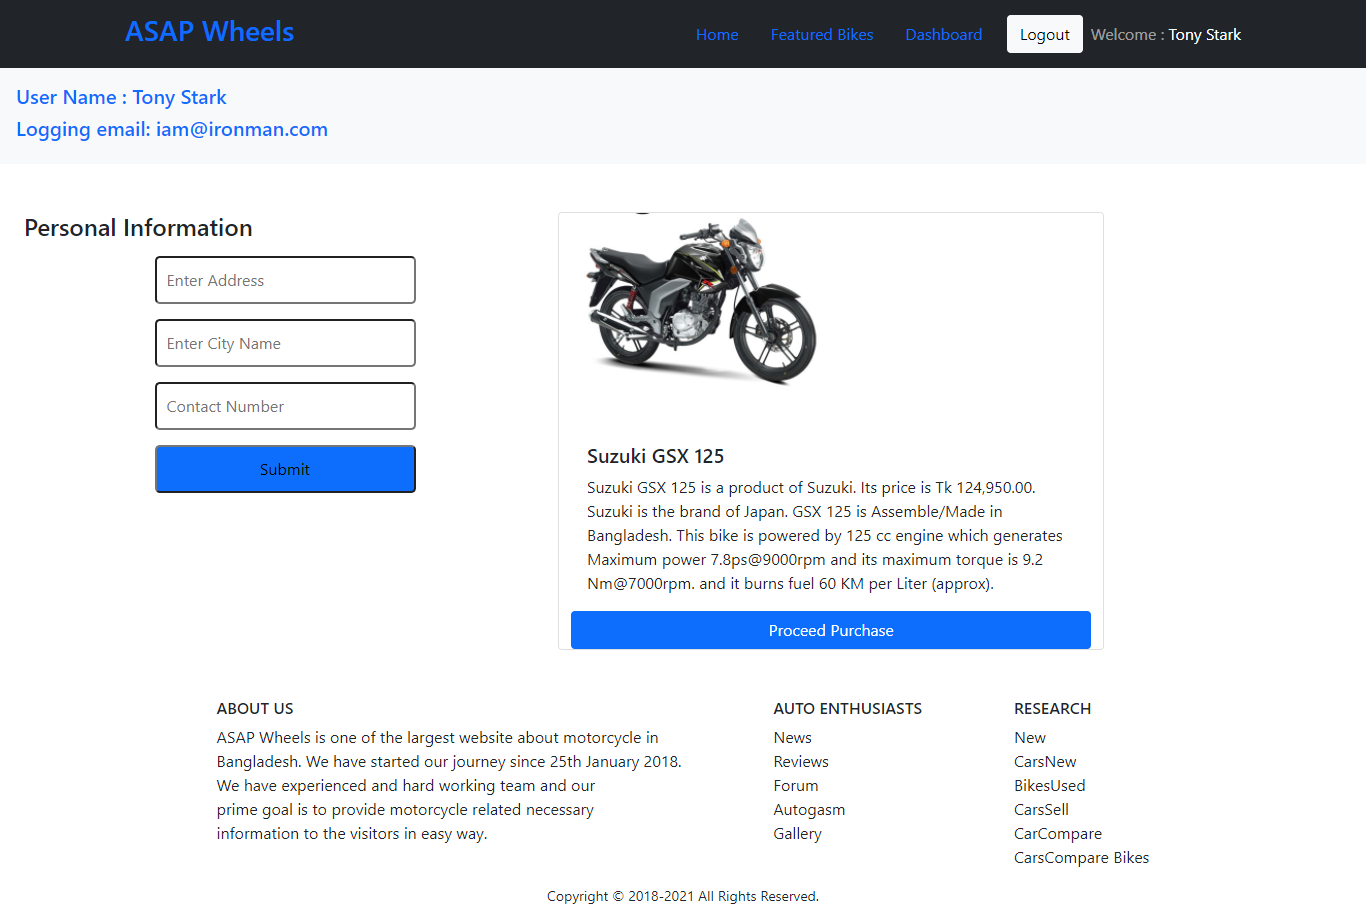 ASAP Wheels
Home Featured Bikes Dashboard Logout Welcome : Tony Stark
User Name : Tony Stark
Logging email: iam@ironman.com
Personal Information
Enter Address
Enter City Name
Contact Number
Submit
Suzuki GSX 125
Suzuki GSX 125 is a product of Suzuki. Its price is Tk 124,950.00.
Suzuki is the brand of Japan. GSX 125 is Assemble/Made in
Bangladesh. This bike is powered by 125 cc engine which generates
Maximum power 7.8ps@9000rpm and its maximum torque is 9.2
Nm@7000rpm. and it burns fuel 60 KM per Liter (approx).
Proceed Purchase
ABOUT US
ASAP Wheels is one of the largest website about motorcycle in
Bangladesh. We have started our journey since 25th January 2018.
We have experienced and hard working team and our
prime goal is to provide motorcycle related necessary
information to the visitors in easy way.
AUTO ENTHUSIASTS
News
Reviews
Forum
Autogasm
Gallery
RESEARCH
New
CarsNew
BikesUsed
CarsSell
CarCompare
CarsCompare Bikes
Copyright © 2018-2021 All Rights Reserved.